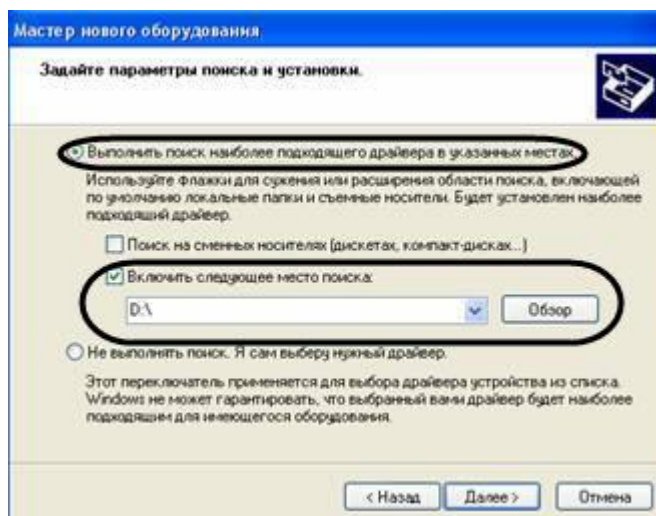 Мастер нового оборудования
Задайте параметры поиска и установки.
Выполнить поиск наиболее подходящего драйвера в указанных местах.
Используйте флажки для сужения или расширения области поиска, включающей
по умолчанию локальные папки и съемные носители. Будет установлен наиболее
подходящий драйвер.
Поиск на сменных носителях (дискетах, компакт-дисках...)
Включить следующее место поиска:
D:\
Обзор
Не выполнять поиск. Я сам выберу нужный драйвер.
Этот переключатель применяется для выбора драйвера устройства из списка.
Windows не может гарантировать, что выбранный вами драйвер будет наиболее
подходящим для имеющегося оборудования.
< Назад
Далее >
Отмена